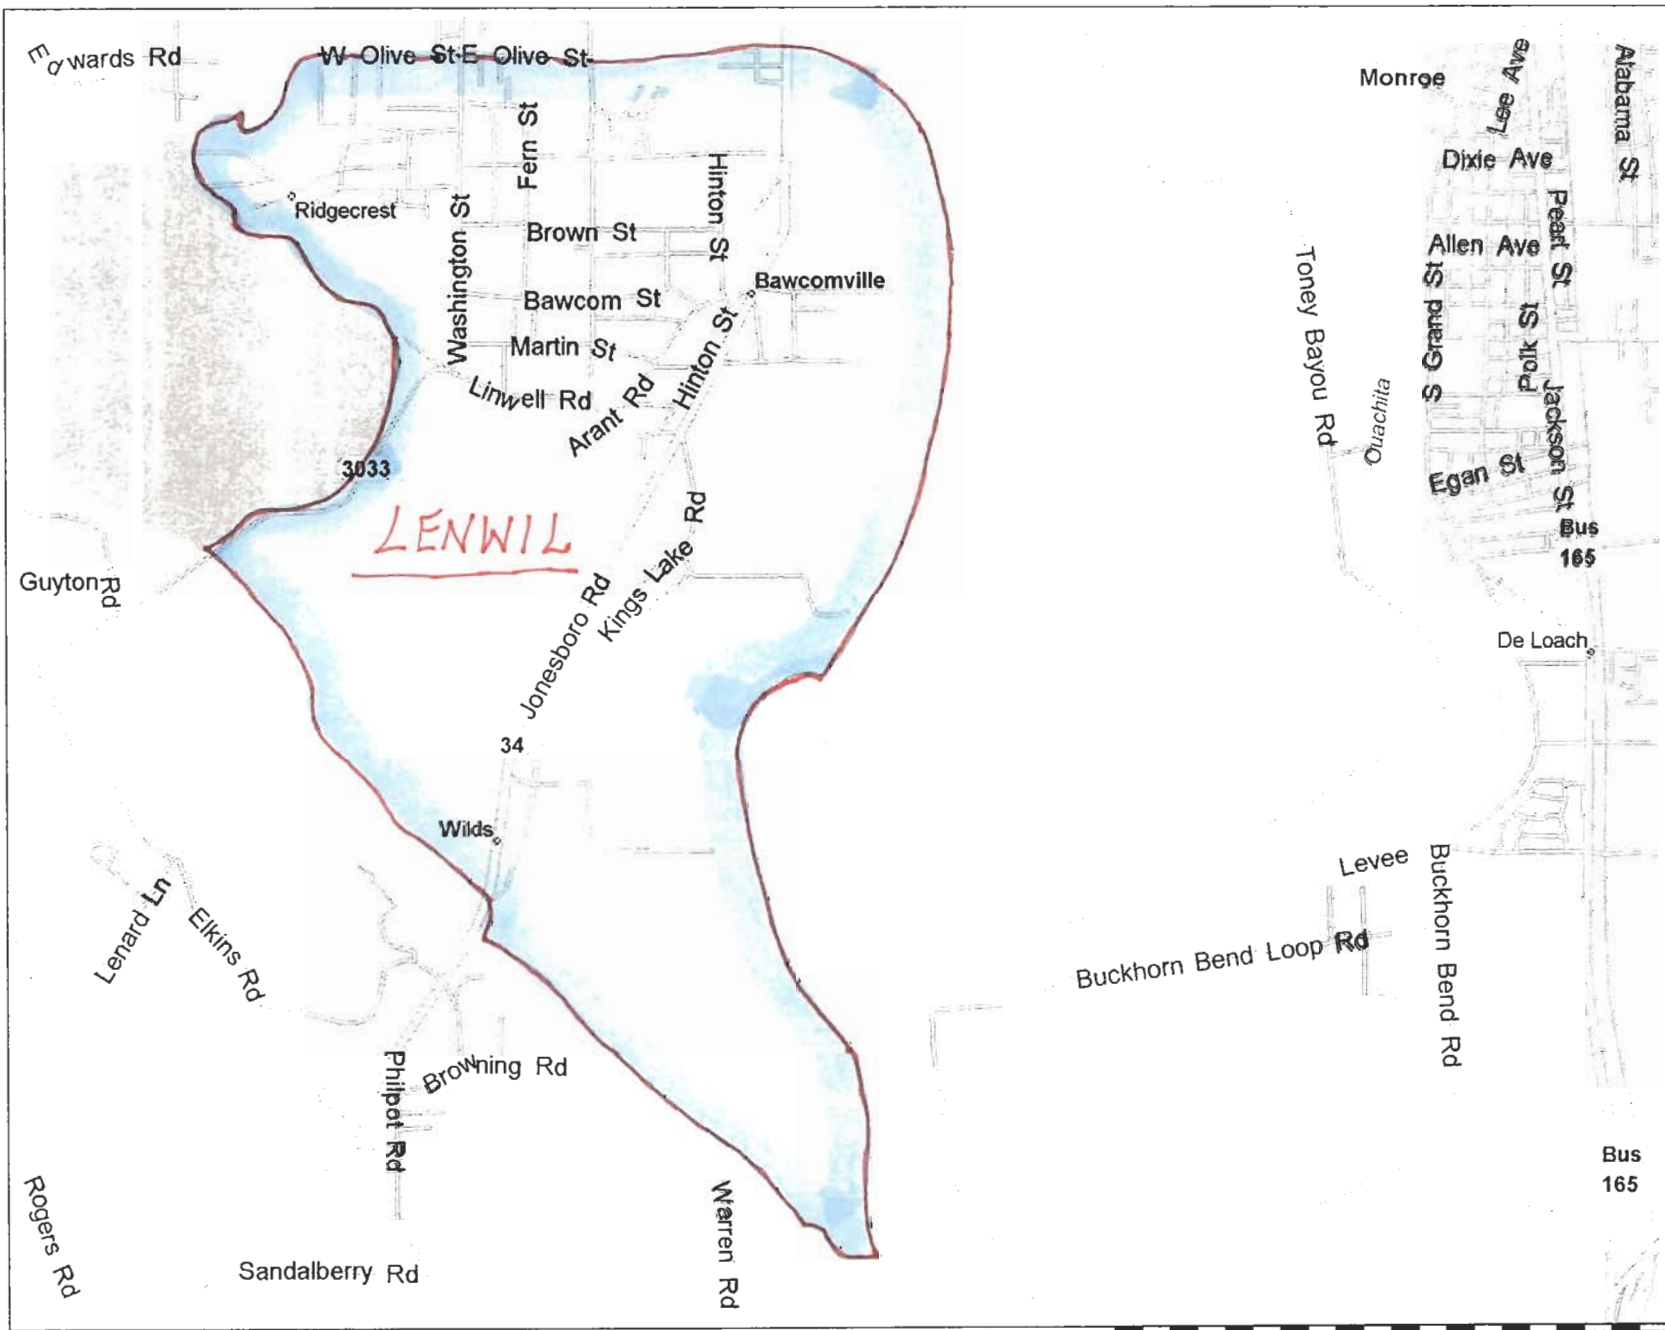 Edwards Rd
W Olive St
E Olive St
Monroe
Lee Ave
Alabama St
Dixie Ave
Fern St
Hinton St
Ridgecrest
Washington St
Brown St
Pearl St
Allen Ave
Toney Bayou Rd
S Grand St
Bawcomville
Bawcom St
Hinton St
Polk St
Martin St
Linwell Rd
Arant Rd
Jackson St
Ouachita
3033
Egan St
LENWIL
Kings Lake Rd
Bus
165
Guyton Rd
Jonesboro Rd
De Loach
34
Wilds
Levee
Buckhorn Bend Rd
Lenard Ln
Elkins Rd
Buckhorn Bend Loop Rd
Philpot Rd
Browning Rd
Bus
165
Rogers Rd
Warren Rd
Sandalberry Rd